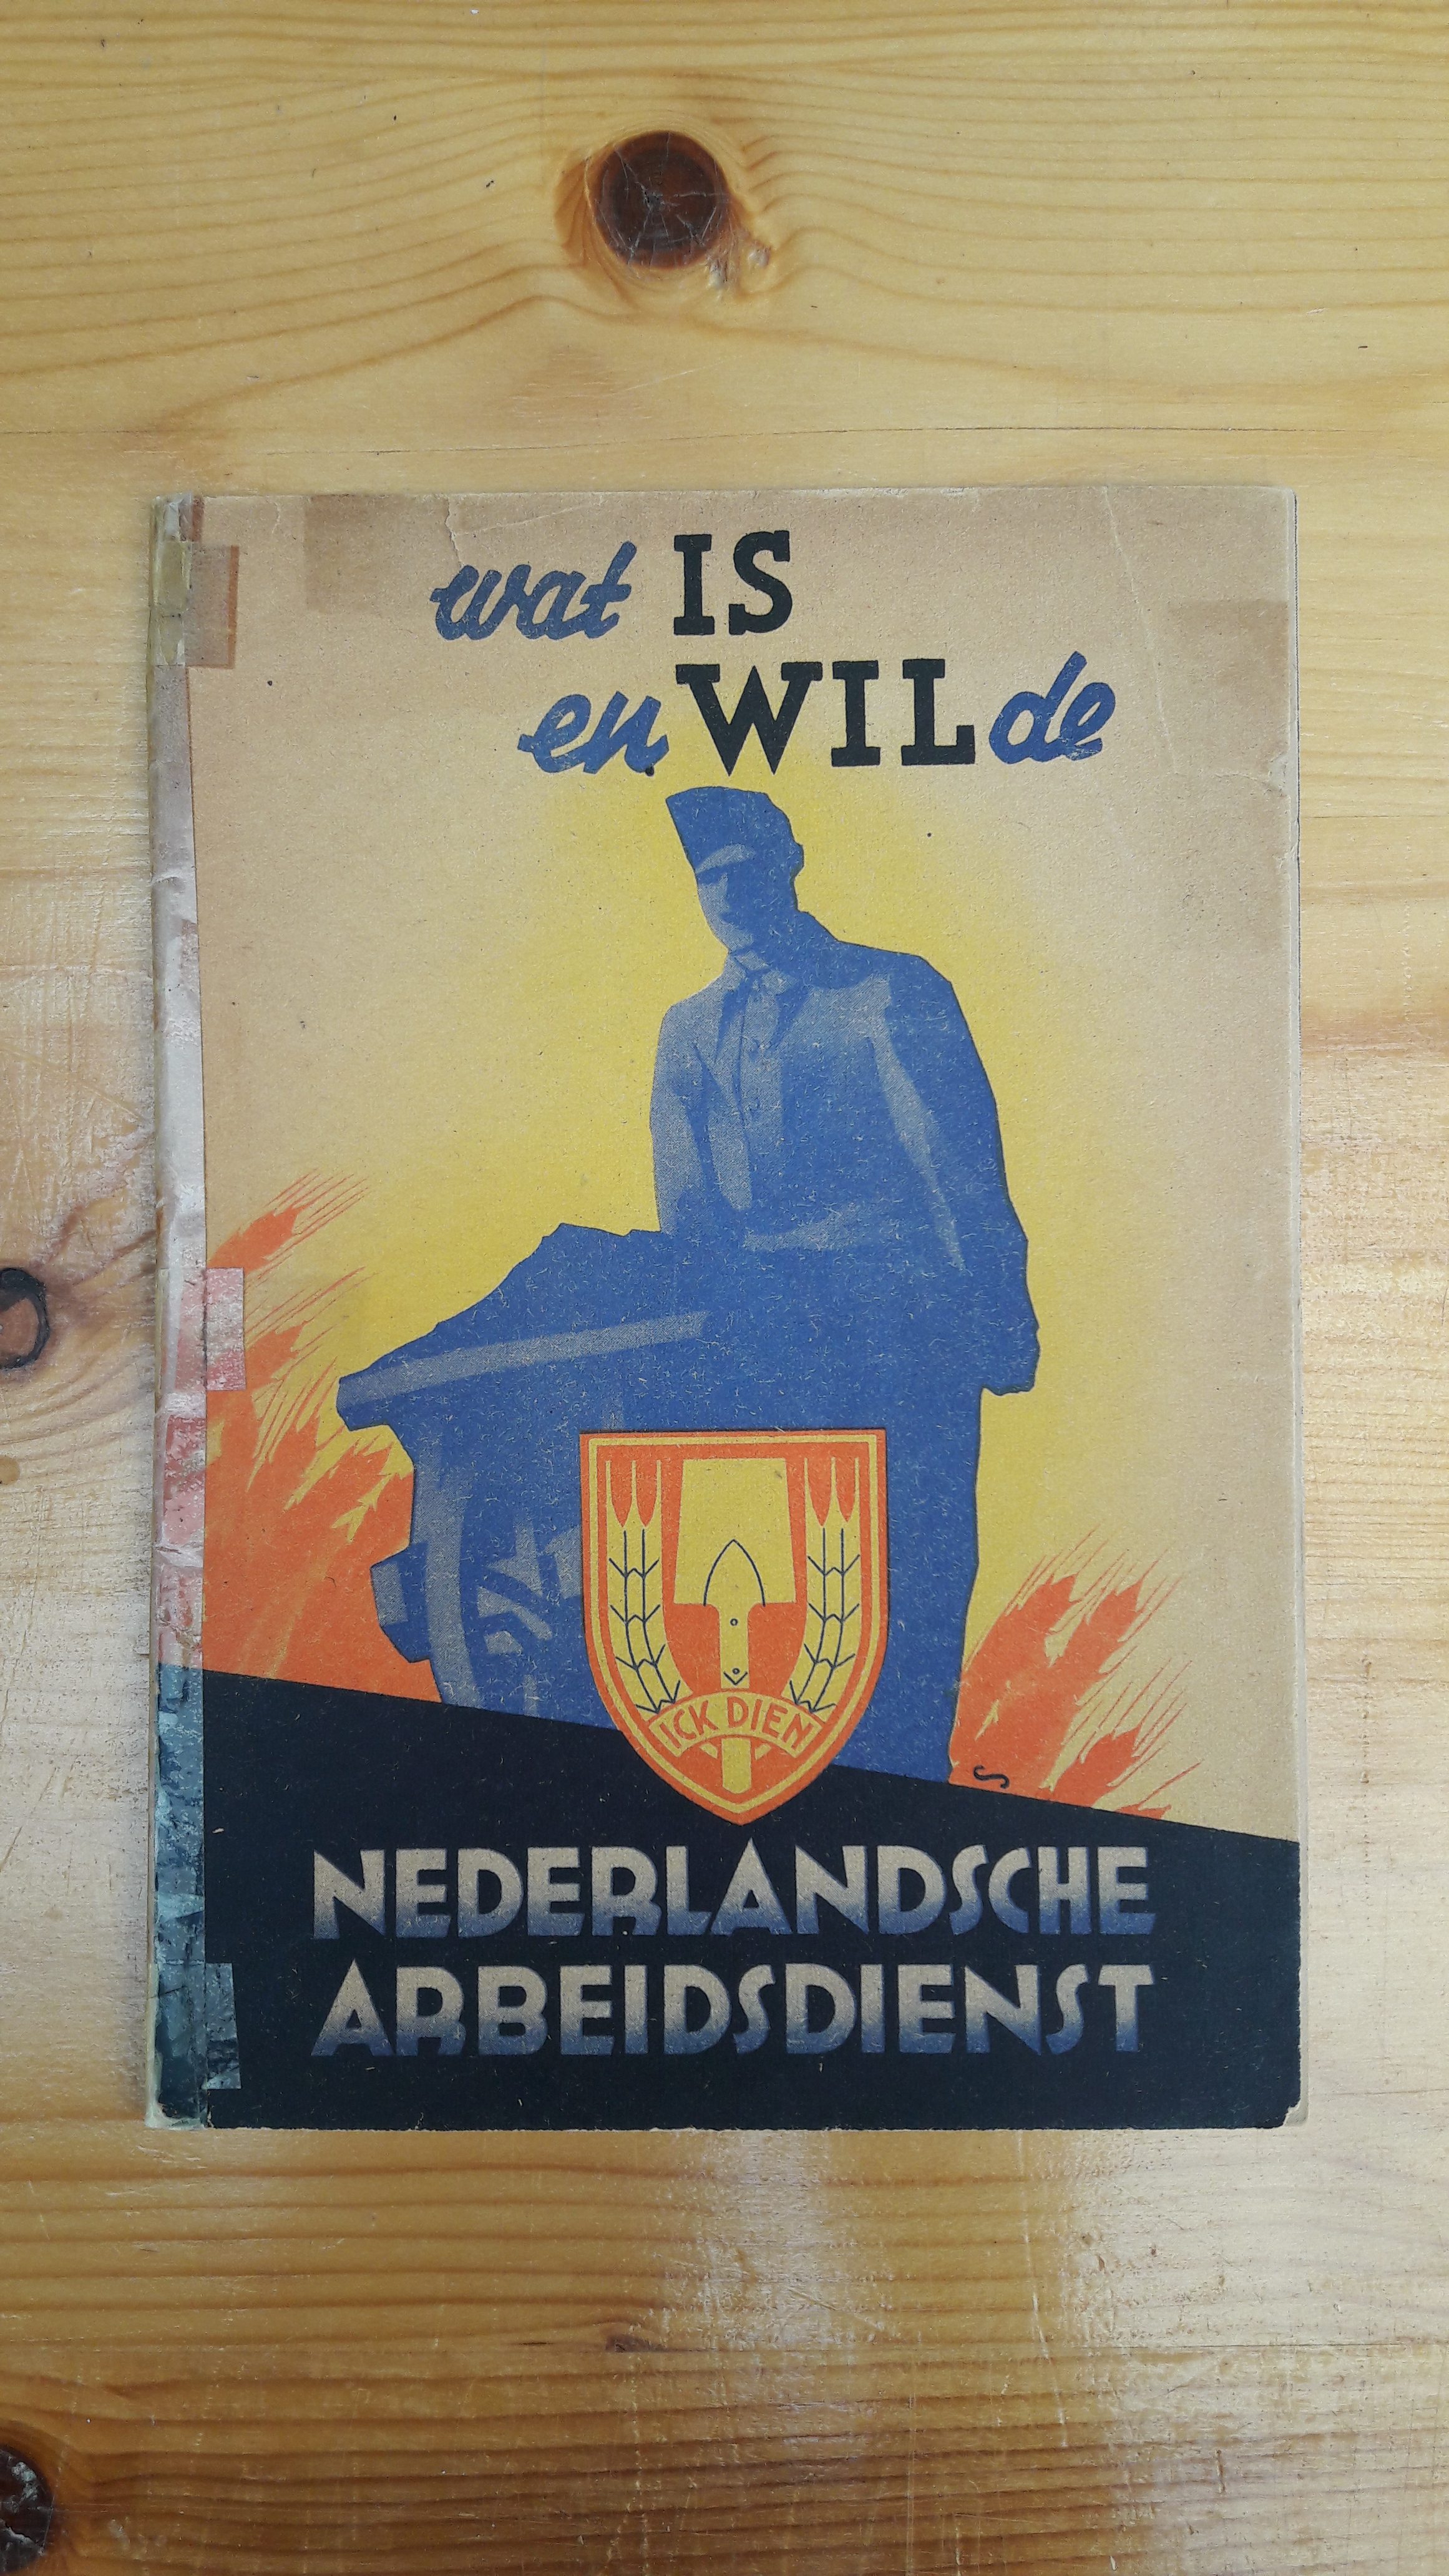 wat IS
en WIL de
ICK DIEN
S
NEDERLANDSCHE
ARBEIDSDIENST